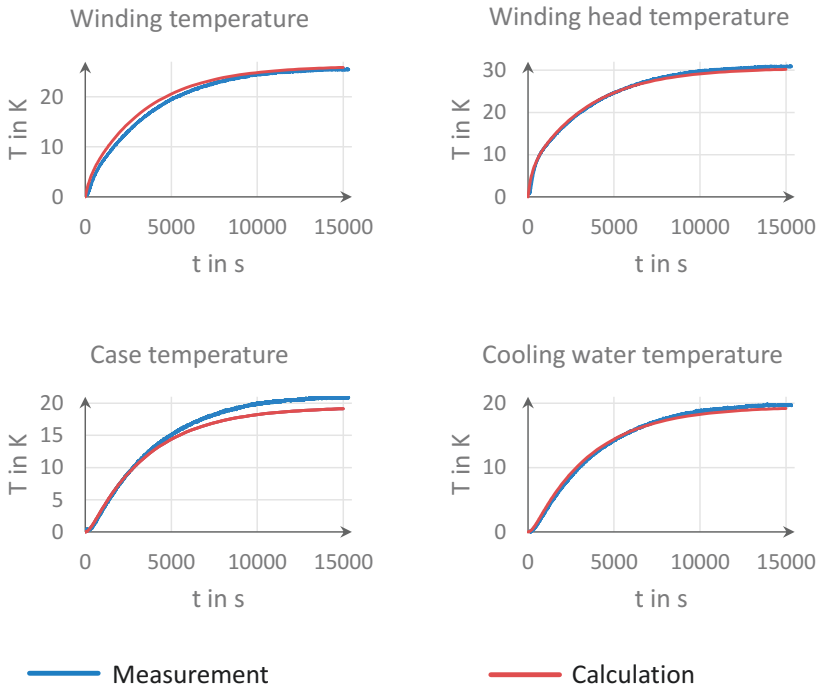 Winding temperature
T in K
20
10
0
0 5000 10000 15000
t in s
Winding head temperature
T in K
30
20
10
0
0 5000 10000 15000
t in s
Case temperature
T in K
20
15
10
5
0
0 5000 10000 15000
t in s
Cooling water temperature
T in K
20
10
0
0 5000 10000 15000
t in s
Measurement
Calculation